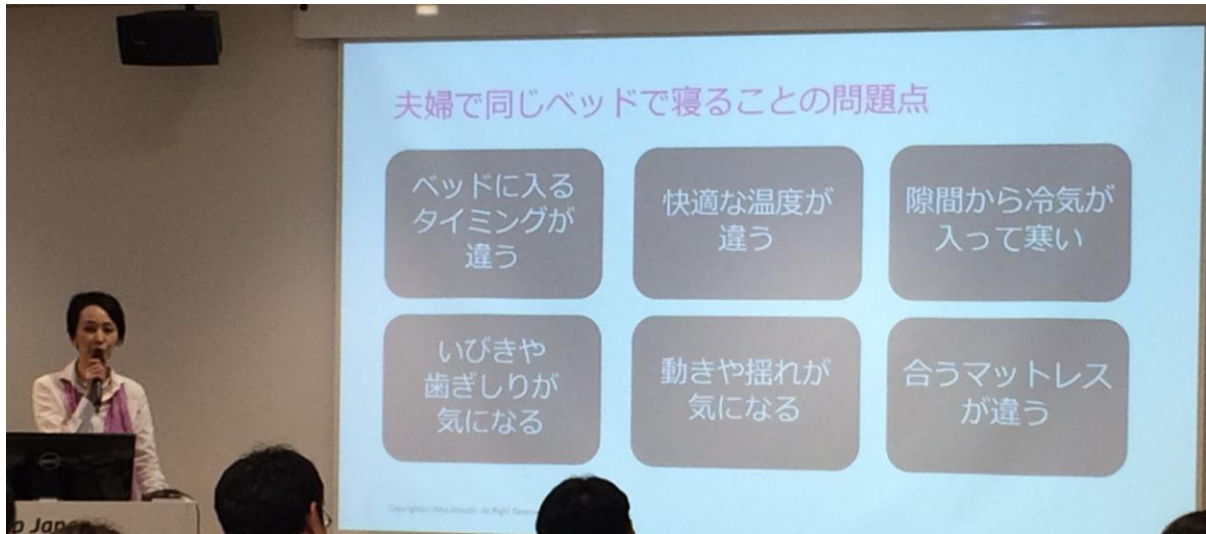 夫婦で同じベッドで寝ることの問題点
ベッドに入る
タイミングが
違う
快適な温度が
違う
隙間から冷気が
入って寒い
いびきや
歯ぎしりが
気になる
動きや揺れが
気になる
合うマットレス
が違う
All Right